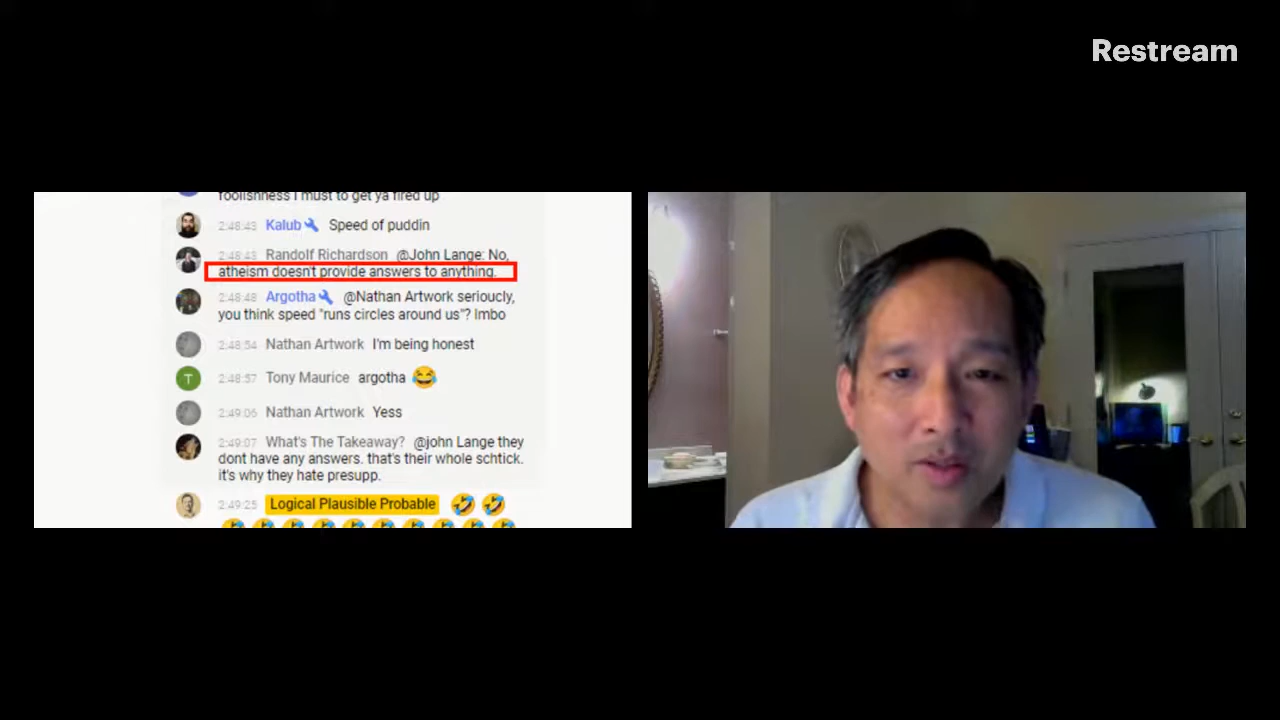 Restream
foolishness I must to get ya fired up
2:48:43 Kalub Speed of puddin
2:48:43 Randolf Richardson @John Lange: No,
atheism doesn't provide answers to anything.
2:48:48 Argotha @Nathan Artwork serioucly,
you think speed "runs circles around us"? lmbo
2:48:54 Nathan Artwork I'm being honest
T 2:48:57 Tony Maurice argotha
2:49:06 Nathan Artwork Yess
2:49:07 What's The Takeaway? @john Lange they
dont have any answers. that's their whole schtick.
it's why they hate presupp.
2:49:25 Logical Plausible Probable